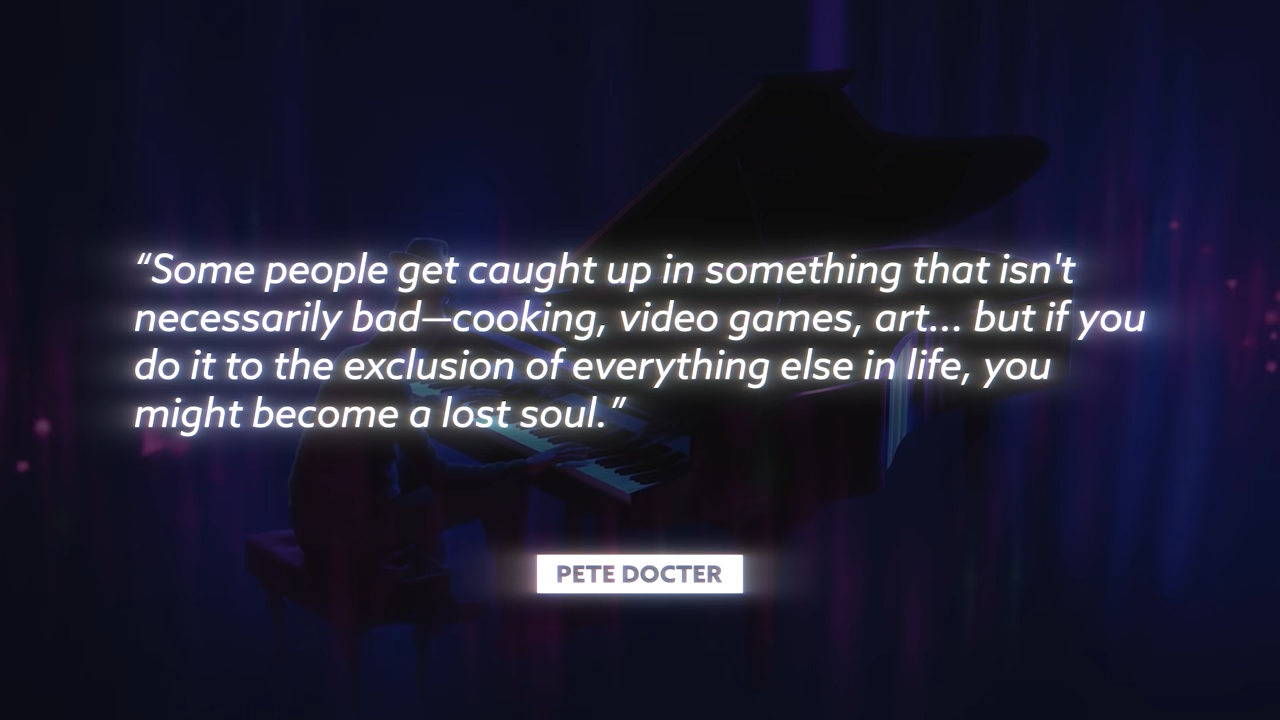 “Some people get caught up in something that isn't
necessarily bad—cooking, video games, art... but if you
do it to the exclusion of everything else in life, you
might become a lost soul.”
PETE DOCTER